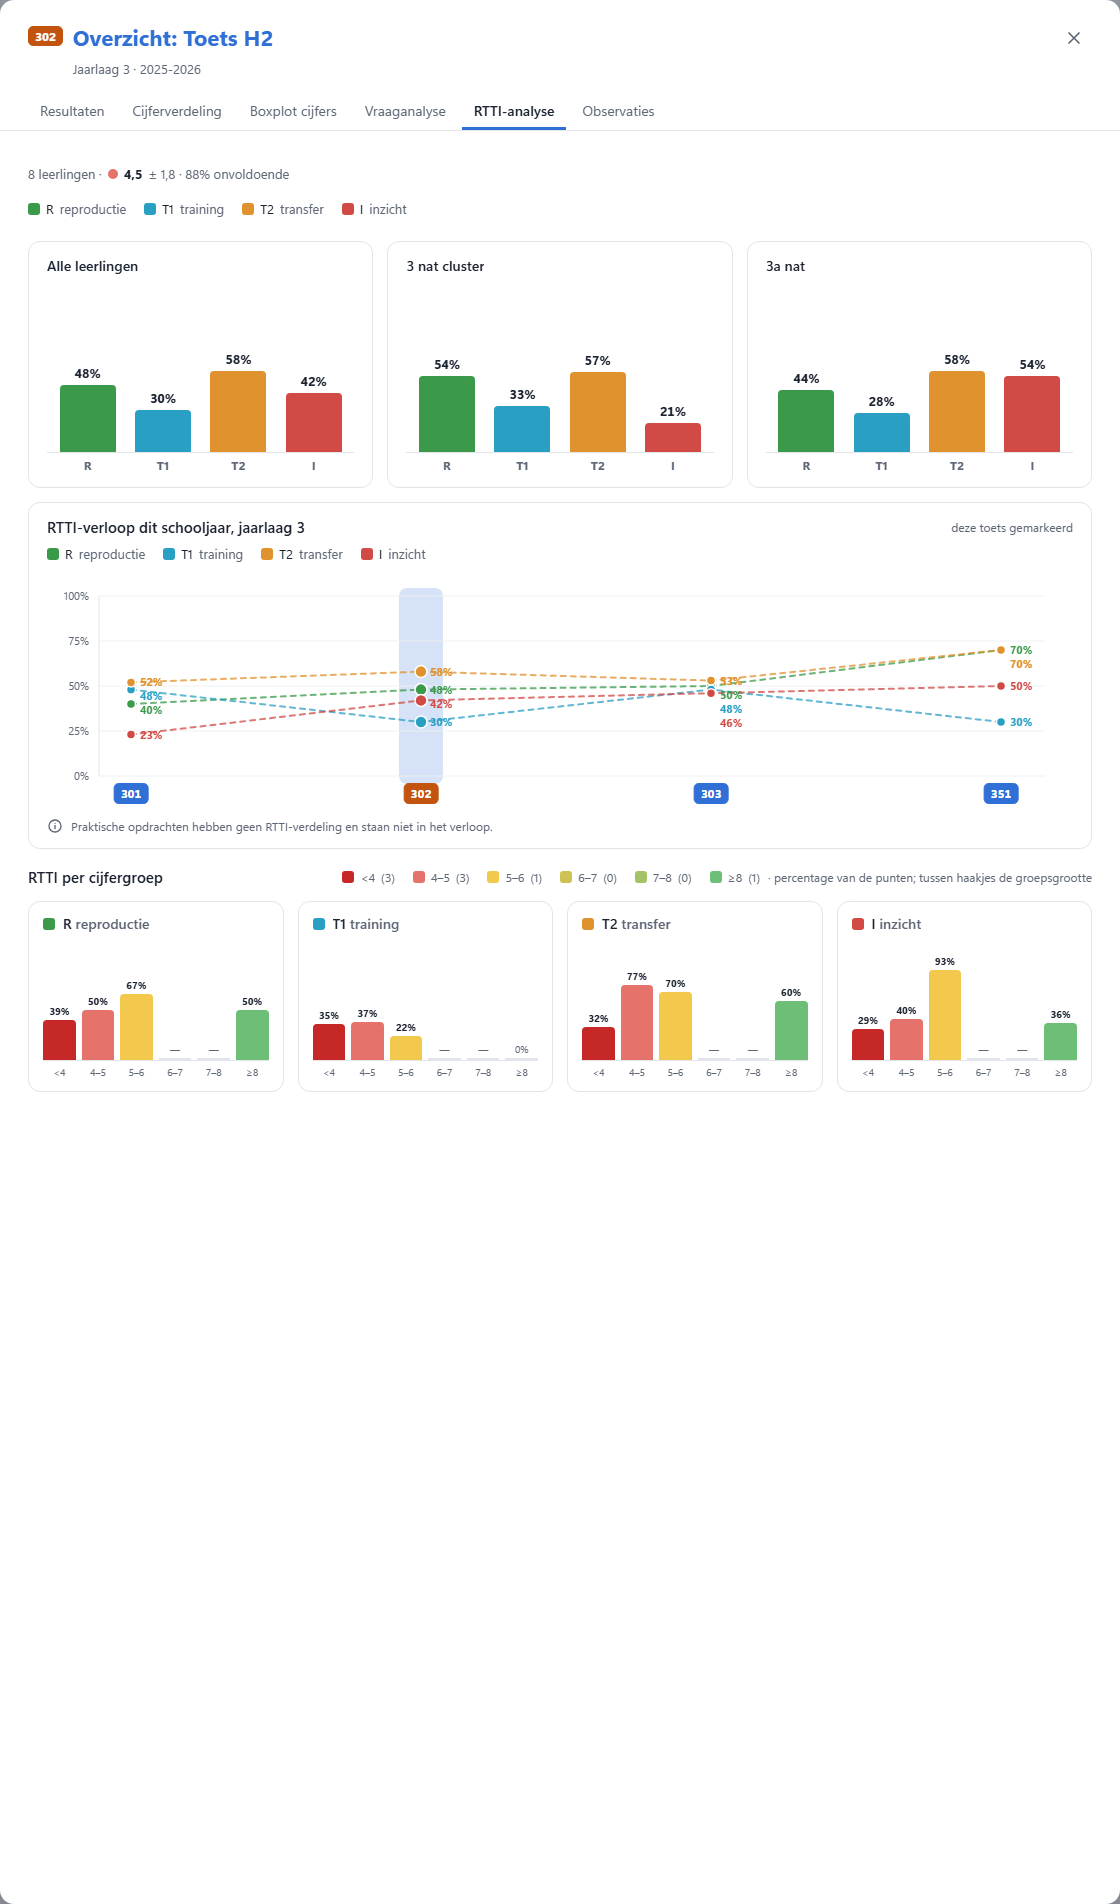 302 Overzicht: Toets H2
Jaarlaag 3 · 2025-2026
Resultaten Cijferverdeling Boxplot cijfers Vraaganalyse RTTI-analyse Observaties
8 leerlingen · 4,5 ± 1,8 · 88% onvoldoende
R reproductie T1 training T2 transfer I inzicht
Alle leerlingen
48% 30% 58% 42%
R T1 T2 I
3 nat cluster
54% 33% 57% 21%
R T1 T2 I
3a nat
44% 28% 58% 54%
R T1 T2 I
RTTI-verloop dit schooljaar, jaarlaag 3
deze toets gemarkeerd
R reproductie T1 training T2 transfer I inzicht
100%
75%
50%
25%
0%
52%
48%
40%
23%
58%
48%
42%
30%
53%
50%
48%
46%
70%
70%
50%
30%
301 302 303 351
Praktische opdrachten hebben geen RTTI-verdeling en staan niet in het verloop.
RTTI per cijfergroep
<4 (3) 4–5 (3) 5–6 (1) 6–7 (0) 7–8 (0) ≥8 (1) · percentage van de punten; tussen haakjes de groepsgrootte
R reproductie
39% 50% 67% — — 50%
<4 4–5 5–6 6–7 7–8 ≥8
T1 training
35% 37% 22% — — 0%
<4 4–5 5–6 6–7 7–8 ≥8
T2 transfer
32% 77% 70% — — 60%
<4 4–5 5–6 6–7 7–8 ≥8
I inzicht
29% 40% 93% — — 36%
<4 4–5 5–6 6–7 7–8 ≥8